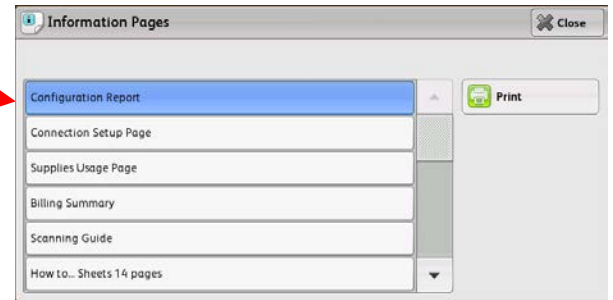 Information Pages
Close
Configuration Report
Print
Connection Setup Page
Supplies Usage Page
Billing Summary
Scanning Guide
How to... Sheets 14 pages